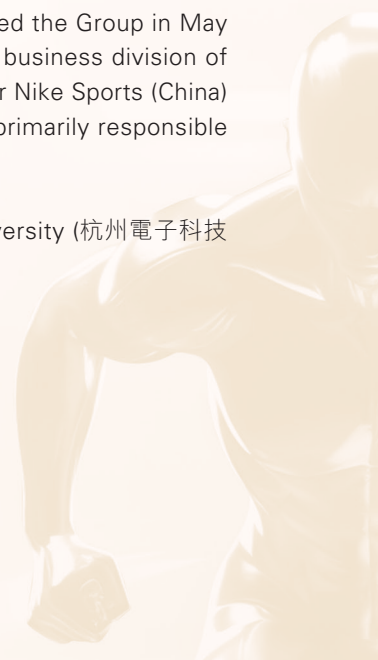 ed the Group in May
business division of
r Nike Sports (China)
primarily responsible
versity (杭州電子科技